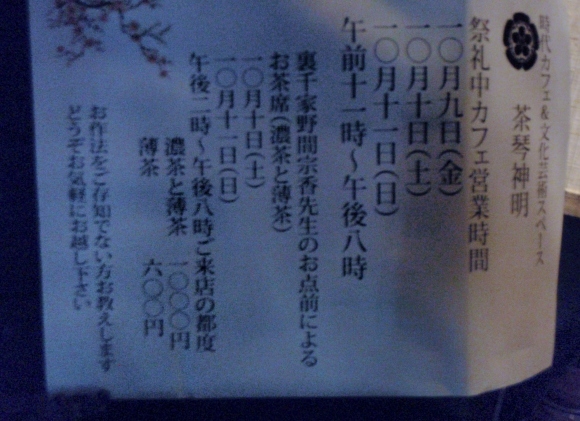 時代カフェ&文化芸術スペース
茶琴神明
祭礼中カフェ営業時間
一〇月九日(金)
一〇月十日(土)
一〇月十一日(日)
午前十一時～午後八時
裏千家野間宗香先生のお点前による
お茶席(濃茶と薄茶)
一〇月十日(土)
一〇月十一日(日)
午後二時～午後八時ご来店の都度
濃茶と薄茶 一〇〇〇円
薄茶 六〇〇円
お作法をご存知でない方お教えします
どうぞお気軽にお越し下さい